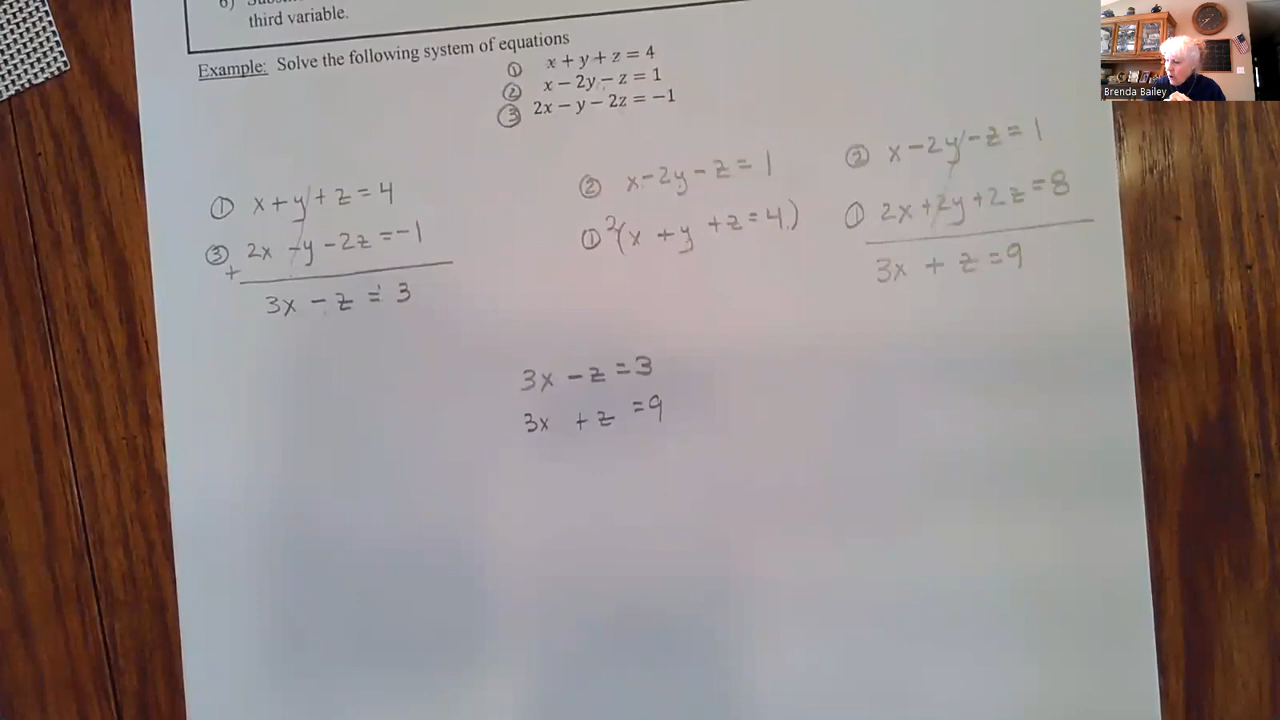 third variable.
Example: Solve the following system of equations
① x + y + z = 4
② x − 2y − z = 1
③ 2x − y − 2z = −1
① x + y + z = 4
③ 2x − y − 2z = −1
+
3x − z = 3
② x − 2y − z = 1
① 2(x + y + z = 4)
② x − 2y − z = 1
① 2x + 2y + 2z = 8
3x + z = 9
3x − z = 3
3x + z = 9
Brenda Bailey